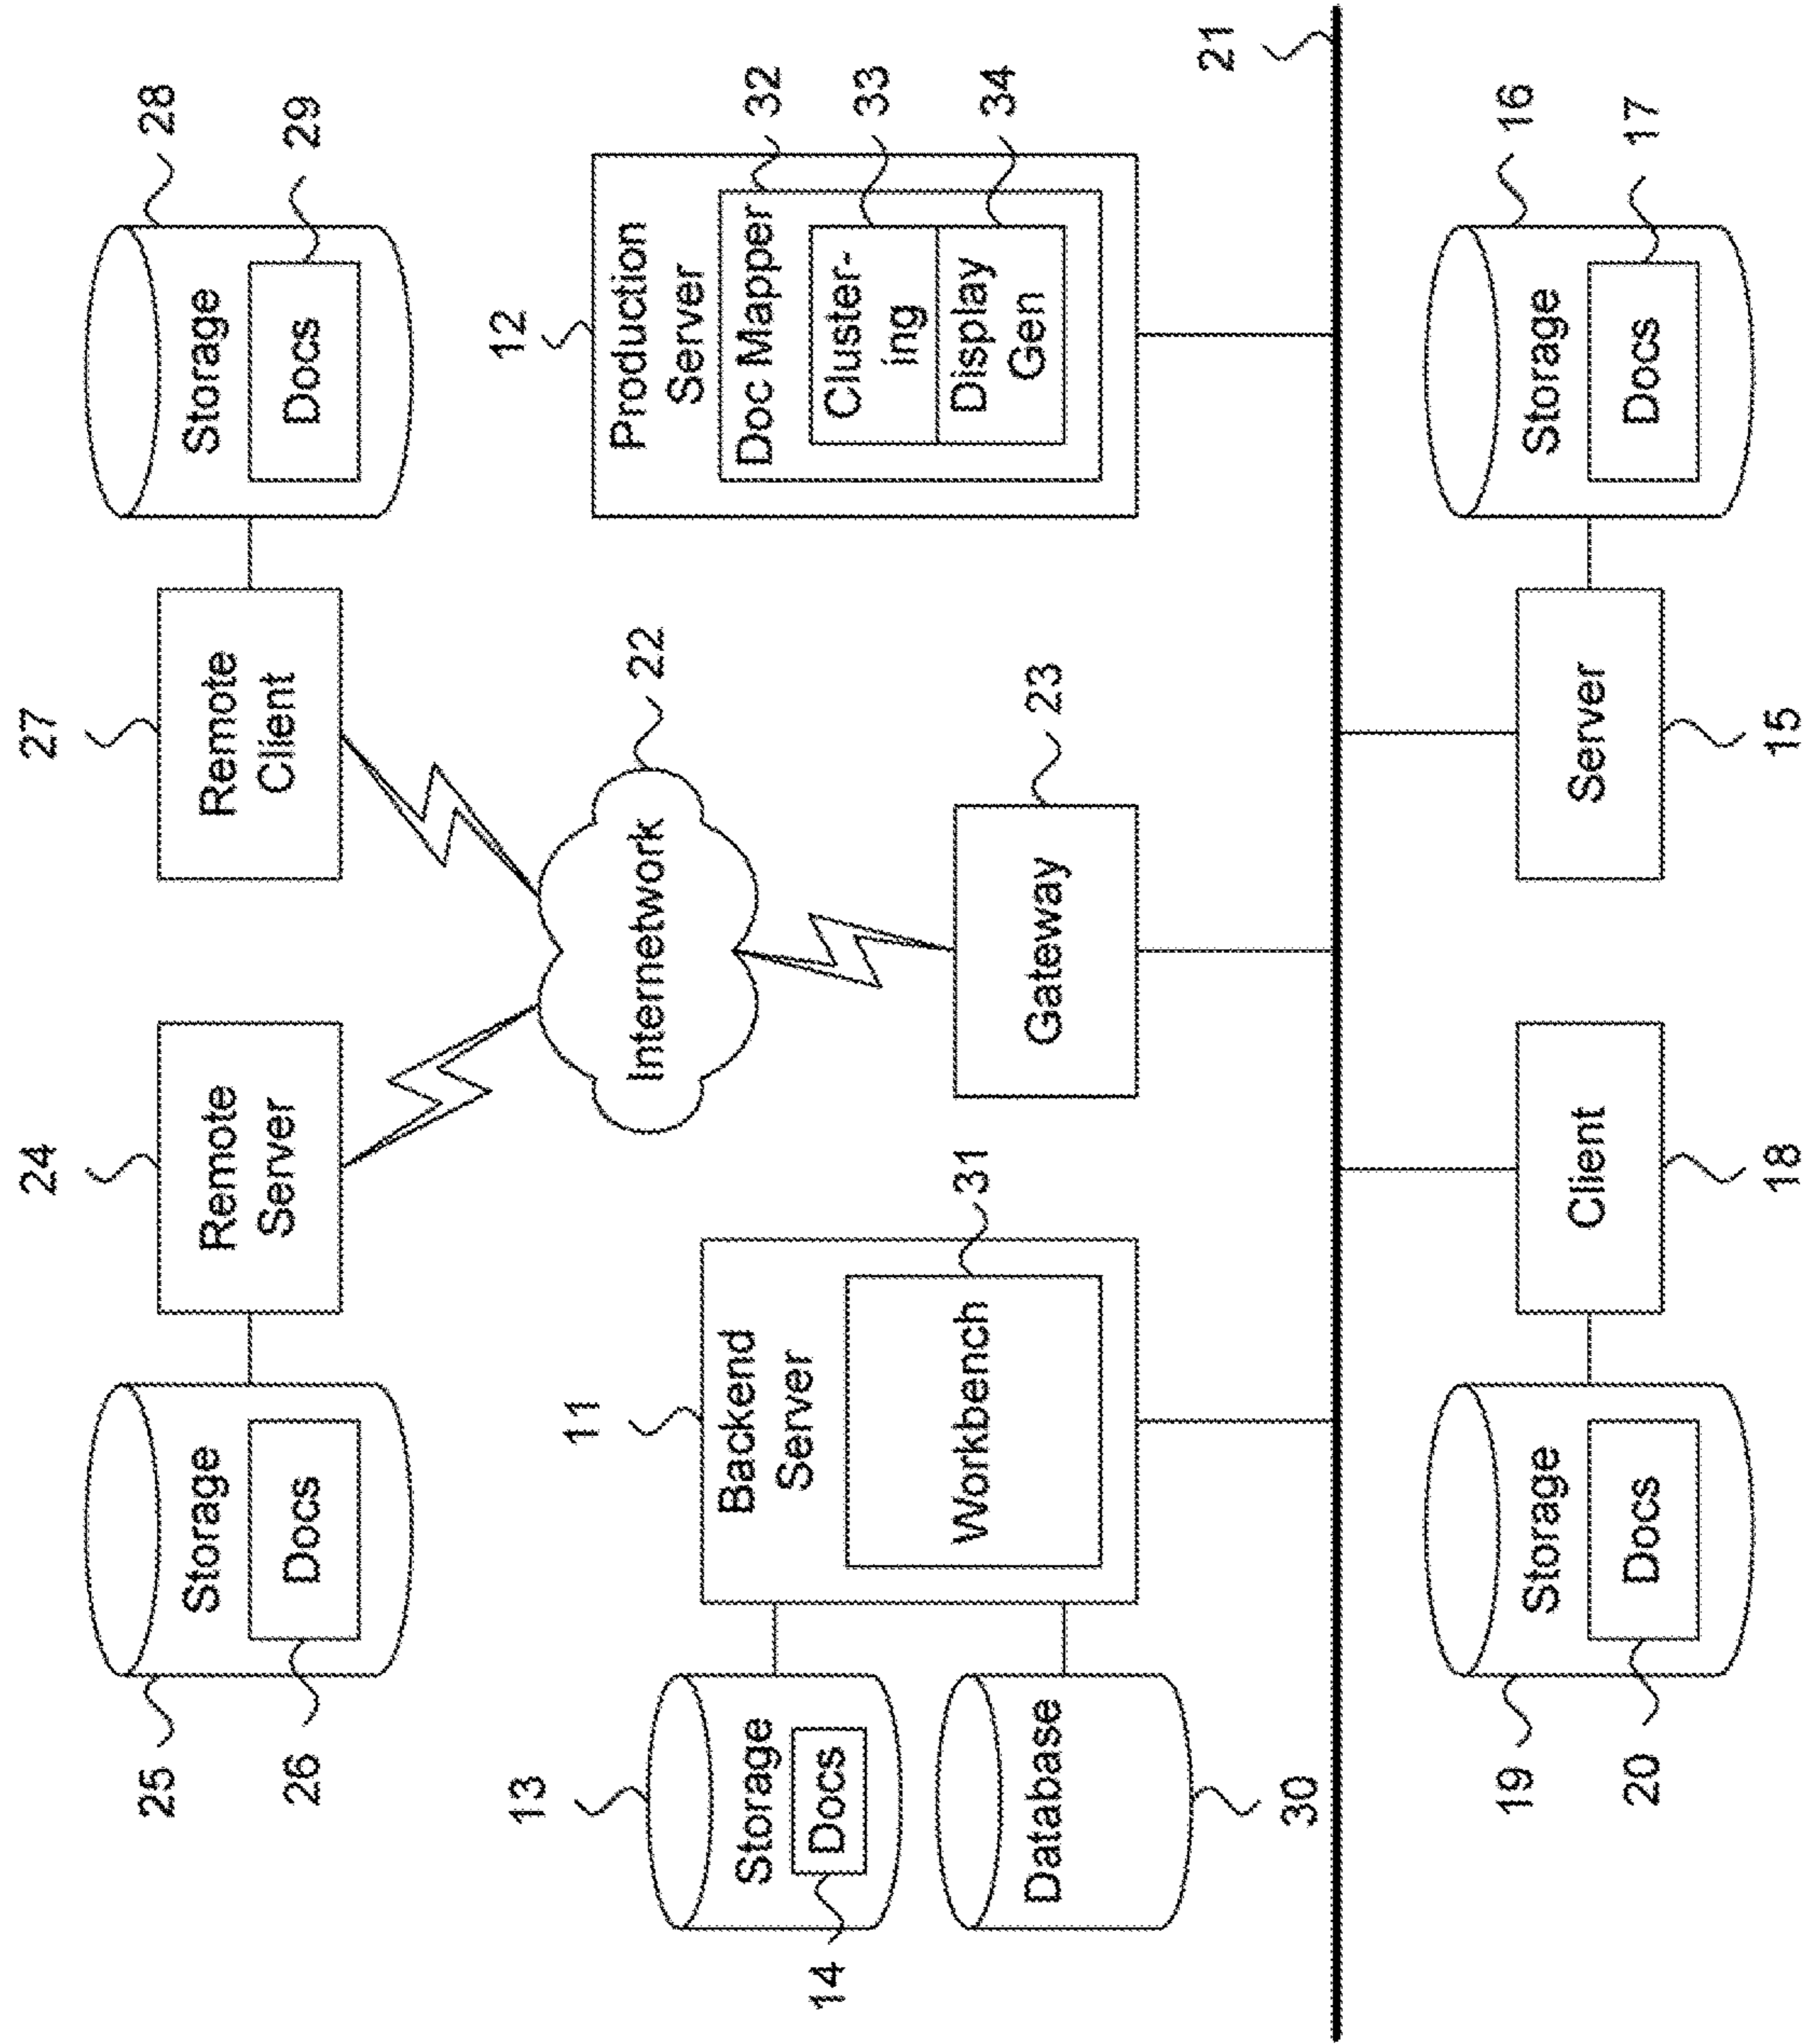 24
27
25
Storage
Remote
Server
Remote
Client
Storage
28
26
Docs
Docs
29
22
Internetwork
13
Storage
Docs
14
11
Backend
Server
Workbench
31
Database
30
Gateway
23
12
Production
Server
Doc Mapper
32
Cluster-
ing
33
Display
Gen
34
21
19
Storage
Docs
20
Client
18
Server
15
Storage
16
Docs
17